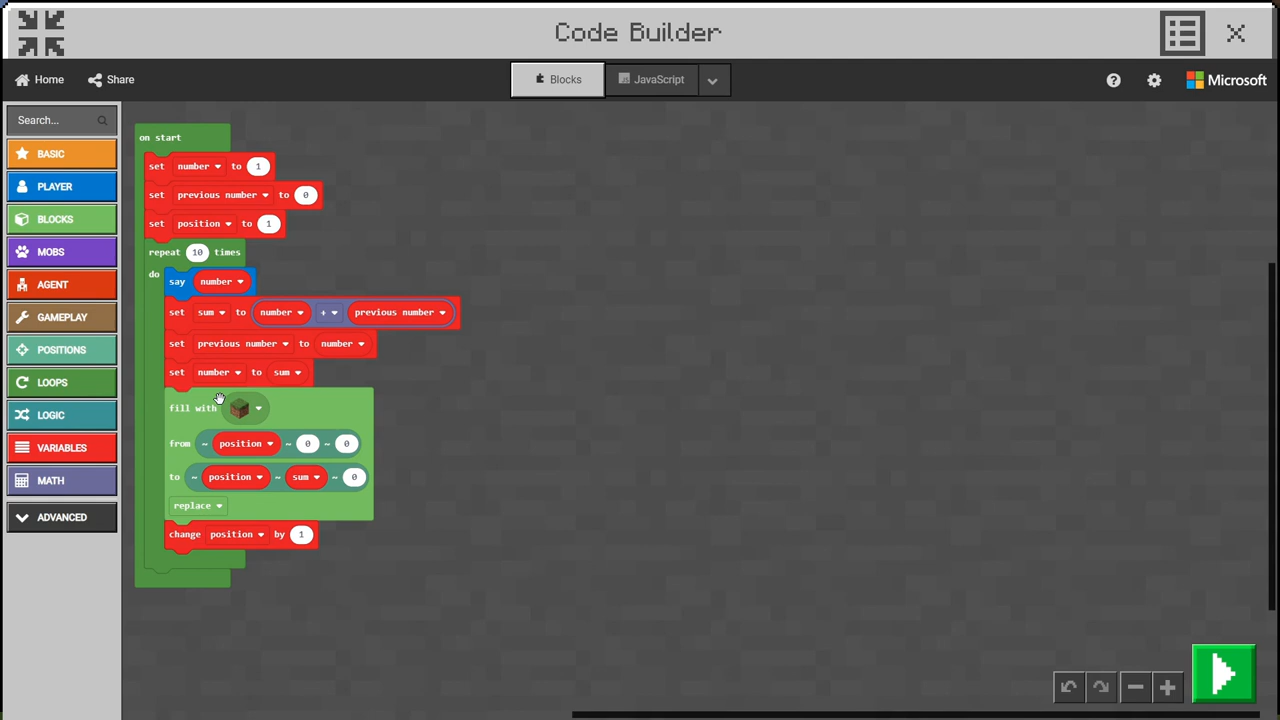 Code Builder
Home Share Blocks JavaScript Microsoft
Search...
BASIC
PLAYER
BLOCKS
MOBS
AGENT
GAMEPLAY
POSITIONS
LOOPS
LOGIC
VARIABLES
MATH
ADVANCED
on start
set number to 1
set previous number to 0
set position to 1
repeat 10 times
do say number
set sum to number + previous number
set previous number to number
set number to sum
fill with
from ~ position ~ 0 ~ 0
to ~ position ~ sum ~ 0
replace
change position by 1